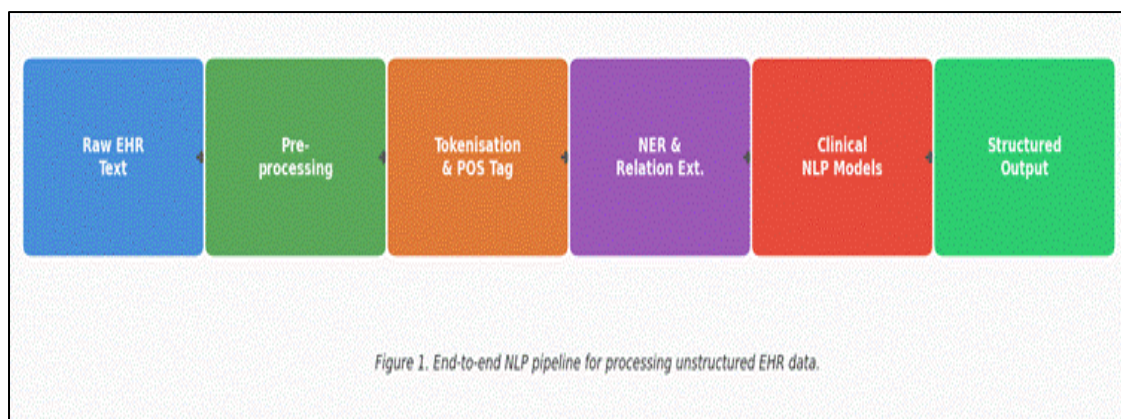 Raw EHR
Text
Pre-
processing
Tokenisation
& POS Tag
NER &
Relation Ext.
Clinical
NLP Models
Structured
Output
Figure 1. End-to-end NLP pipeline for processing unstructured EHR data.